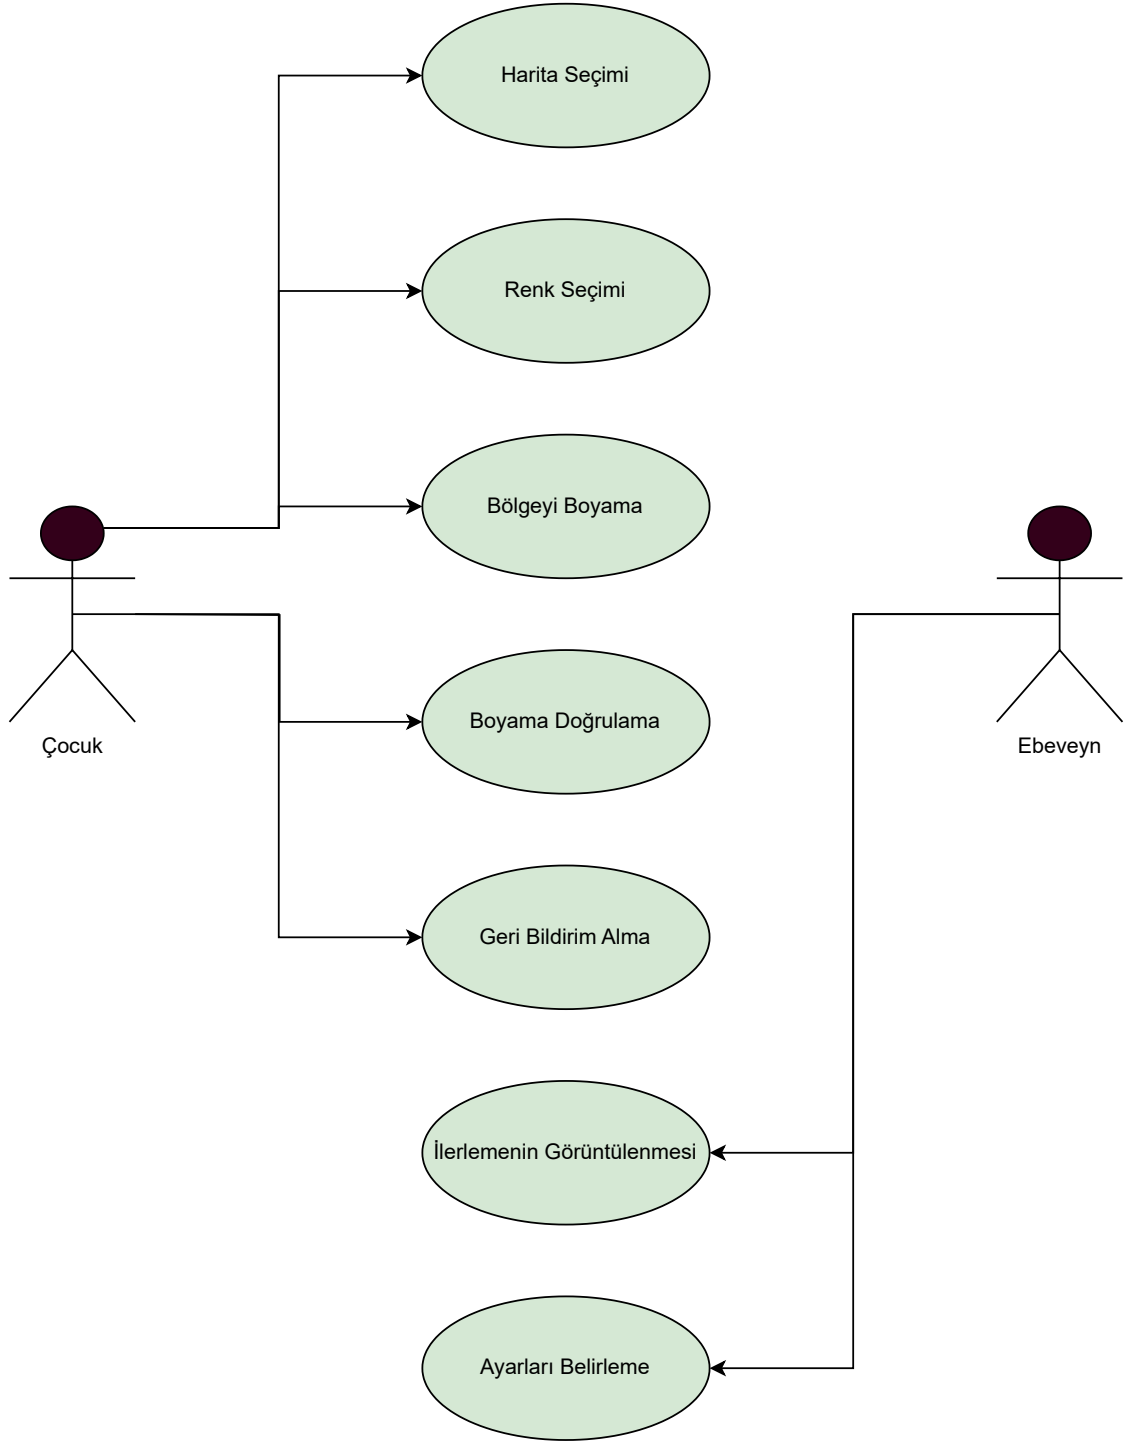 Harita Seçimi
Renk Seçimi
Bölgeyi Boyama
Boyama Doğrulama
Çocuk
Ebeveyn
Geri Bildirim Alma
İlerlemenin Görüntülenmesi
Ayarları Belirleme